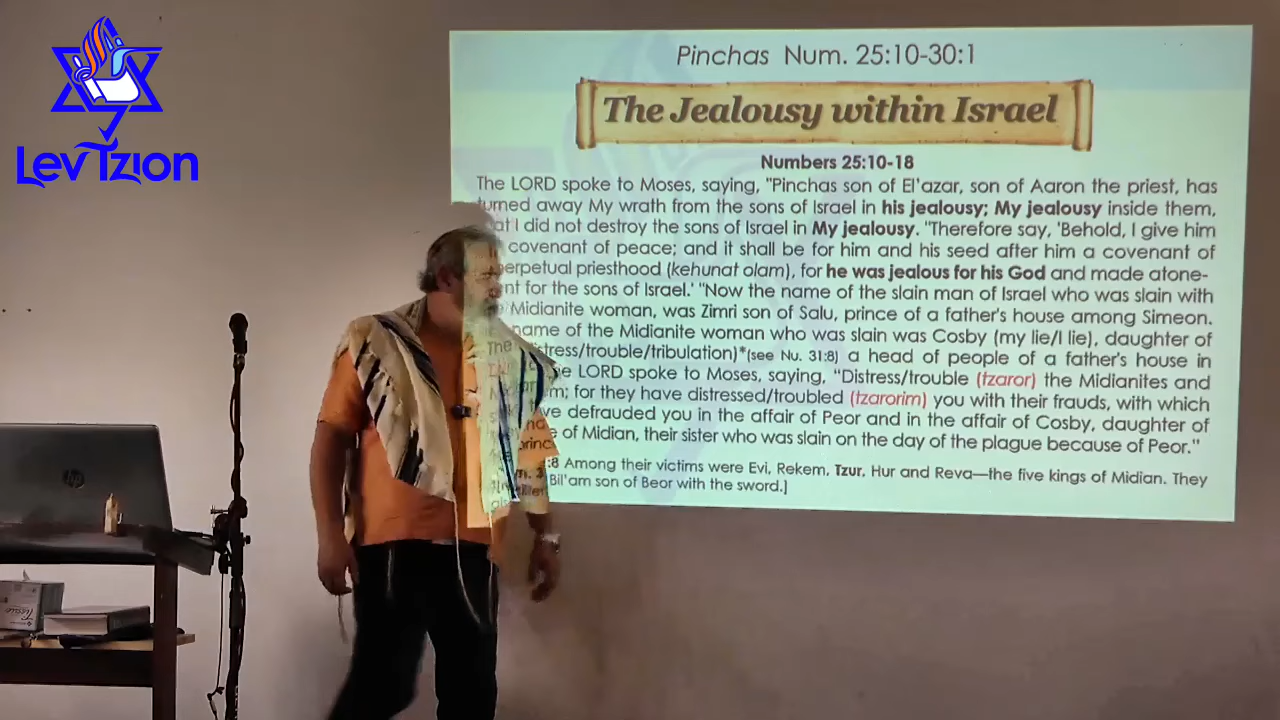 Lev Tzion
Pinchas Num. 25:10-30:1
The Jealousy within Israel
Numbers 25:10-18
The LORD spoke to Moses, saying, "Pinchas son of El'azar, son of Aaron the priest, has
turned away My wrath from the sons of Israel in his jealousy; My jealousy inside them,
at I did not destroy the sons of Israel in My jealousy. "Therefore say, 'Behold, I give him
covenant of peace; and it shall be for him and his seed after him a covenant of
perpetual priesthood (kehunat olam), for he was jealous for his God and made atone-
nt for the sons of Israel.' "Now the name of the slain man of Israel who was slain with
Midianite woman, was Zimri son of Salu, prince of a father's house among Simeon.
name of the Midianite woman who was slain was Cosby (my lie/I lie), daughter of
The stress/trouble/tribulation)*(see Nu. 31:8) a head of people of a father's house in
e LORD spoke to Moses, saying, "Distress/trouble (tzaror) the Midianites and
m; for they have distressed/troubled (tzarorim) you with their frauds, with which
ve defrauded you in the affair of Peor and in the affair of Cosby, daughter of
princ e of Midian, their sister who was slain on the day of the plague because of Peor."
:8 Among their victims were Evi, Rekem, Tzur, Hur and Reva—the five kings of Midian. They
Bil'am son of Beor with the sword.]
hp